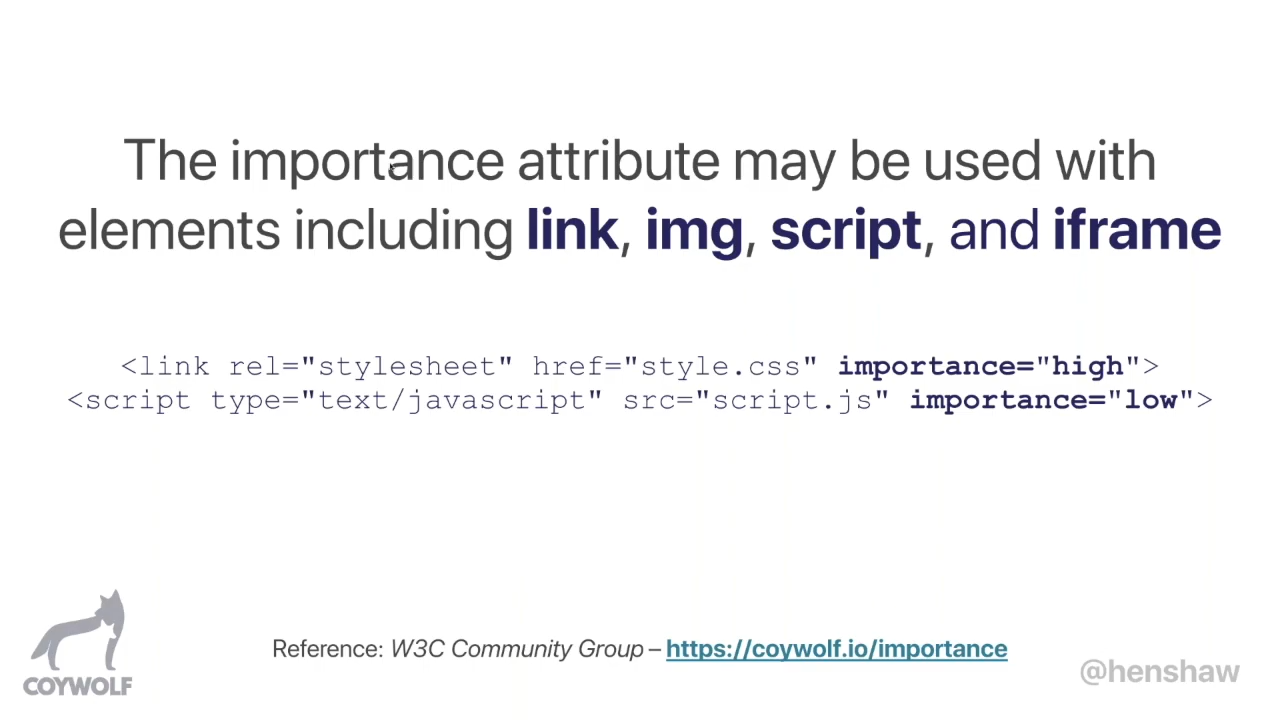 The importance attribute may be used with
elements including link, img, script, and iframe
<link rel="stylesheet" href="style.css" importance="high">
<script type="text/javascript" src="script.js" importance="low">
Reference: W3C Community Group – https://coywolf.io/importance
COYWOLF
@henshaw